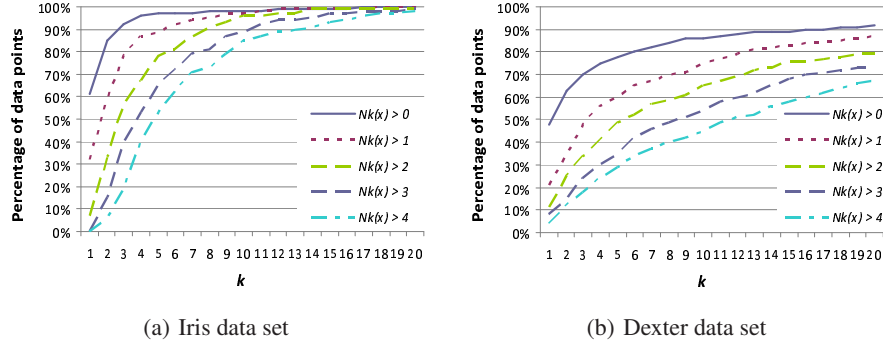 Percentage of data points
100%
90%
80%
70%
60%
50%
40%
30%
20%
10%
0%
Nk(x) > 0
Nk(x) > 1
Nk(x) > 2
Nk(x) > 3
Nk(x) > 4
1 2 3 4 5 6 7 8 9 10 11 12 13 14 15 16 17 18 19 20
k
(a) Iris data set
Percentage of data points
100%
90%
80%
70%
60%
50%
40%
30%
20%
10%
0%
Nk(x) > 0
Nk(x) > 1
Nk(x) > 2
Nk(x) > 3
Nk(x) > 4
1 2 3 4 5 6 7 8 9 10 11 12 13 14 15 16 17 18 19 20
k
(b) Dexter data set